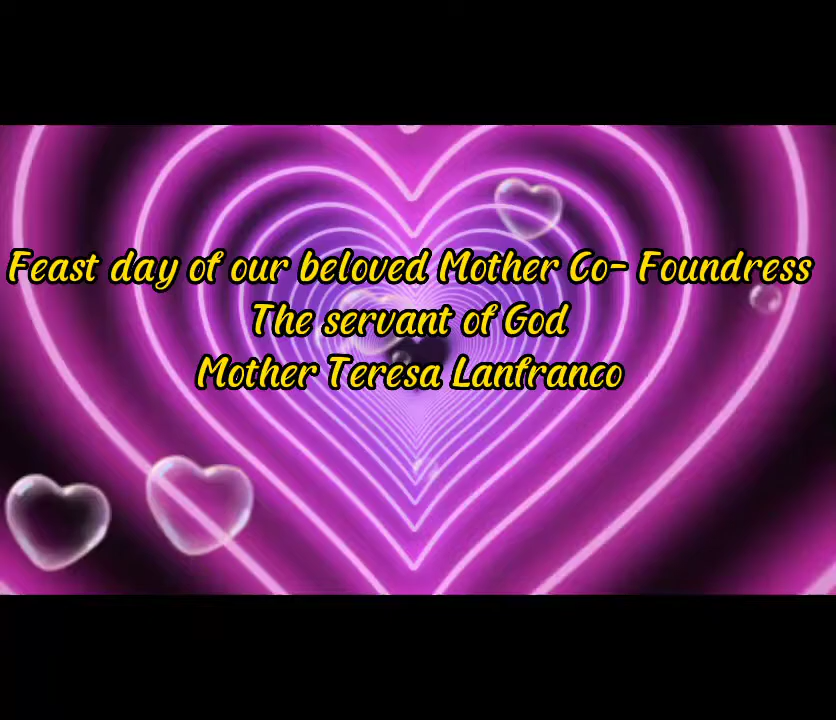 Feast day of our beloved Mother Co- Foundress
The servant of God
Mother Teresa Lanfranco